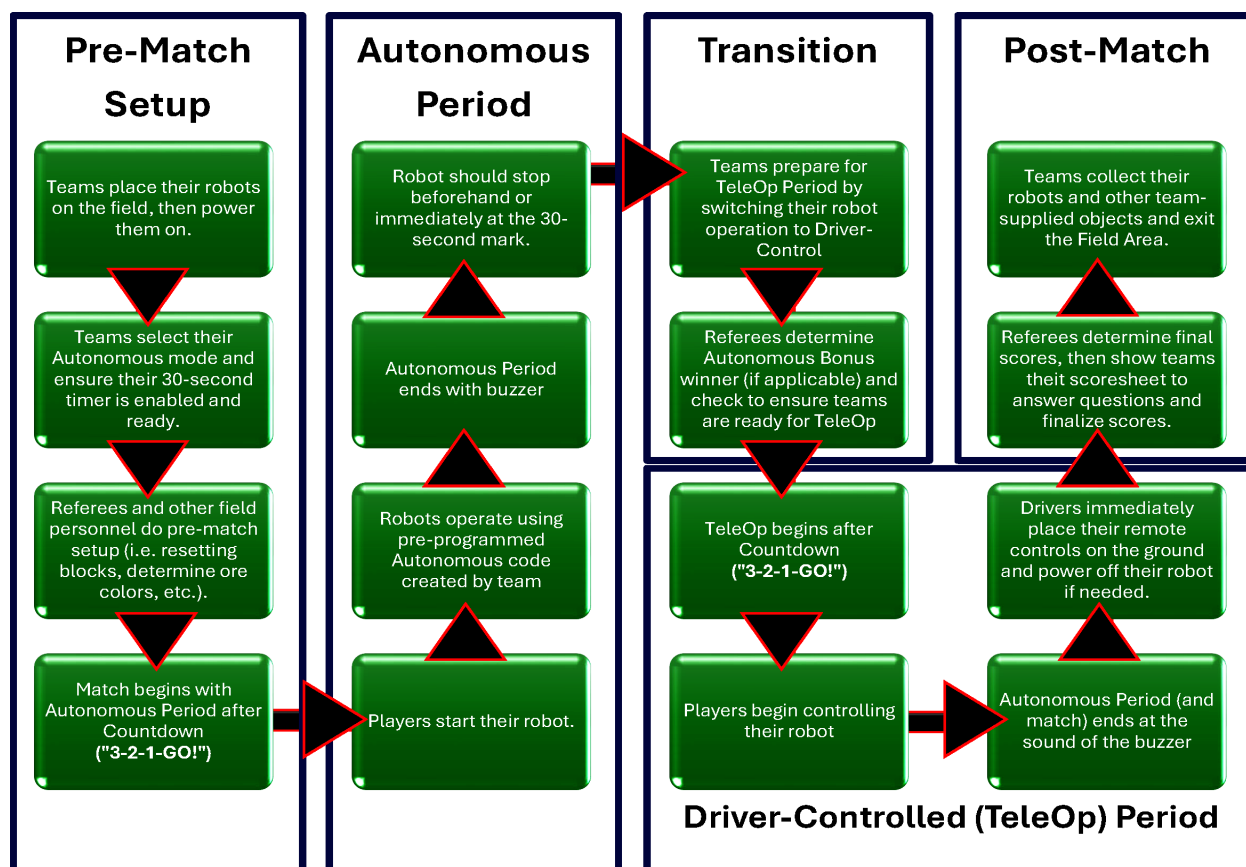 Pre-Match
Setup
Teams place their robots
on the field, then power
them on.
Teams select their
Autonomous mode and
ensure their 30-second
timer is enabled and
ready.
Referees and other field
personnel do pre-match
setup (i.e. resetting
blocks, determine ore
colors, etc.).
Match begins with
Autonomous Period after
Countdown
("3-2-1-GO!")
Autonomous
Period
Players start their robot.
Robots operate using
pre-programmed
Autonomous code
created by team
Autonomous Period
ends with buzzer
Robot should stop
beforehand or
immediately at the 30-
second mark.
Transition
Teams prepare for
TeleOp Period by
switching their robot
operation to Driver-
Control
Referees determine
Autonomous Bonus
winner (if applicable) and
check to ensure teams
are ready for TeleOp
TeleOp begins after
Countdown
("3-2-1-GO!")
Players begin controlling
their robot
Autonomous Period (and
match) ends at the
sound of the buzzer
Drivers immediately
place their remote
controls on the ground
and power off their robot
if needed.
Driver-Controlled (TeleOp) Period
Post-Match
Referees determine final
scores, then show teams
theit scoresheet to
answer questions and
finalize scores.
Teams collect their
robots and other team-
supplied objects and exit
the Field Area.